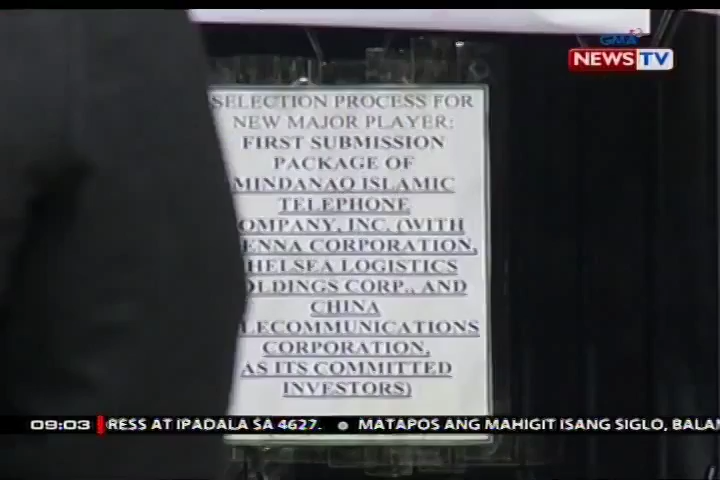 GMA
NEWS TV
SELECTION PROCESS FOR
NEW MAJOR PLAYER:
FIRST SUBMISSION
PACKAGE OF
MINDANAO ISLAMIC
TELEPHONE
OMPANY, INC. (WITH
ENNA CORPORATION,
HELSEA LOGISTICS
OLDINGS CORP., AND
CHINA
LECOMMUNICATIONS
CORPORATION,
AS ITS COMMITTED
INVESTORS)
09:03 RESS AT IPADALA SA 4627. • MATAPOS ANG MAHIGIT ISANG SIGLO, BALAN